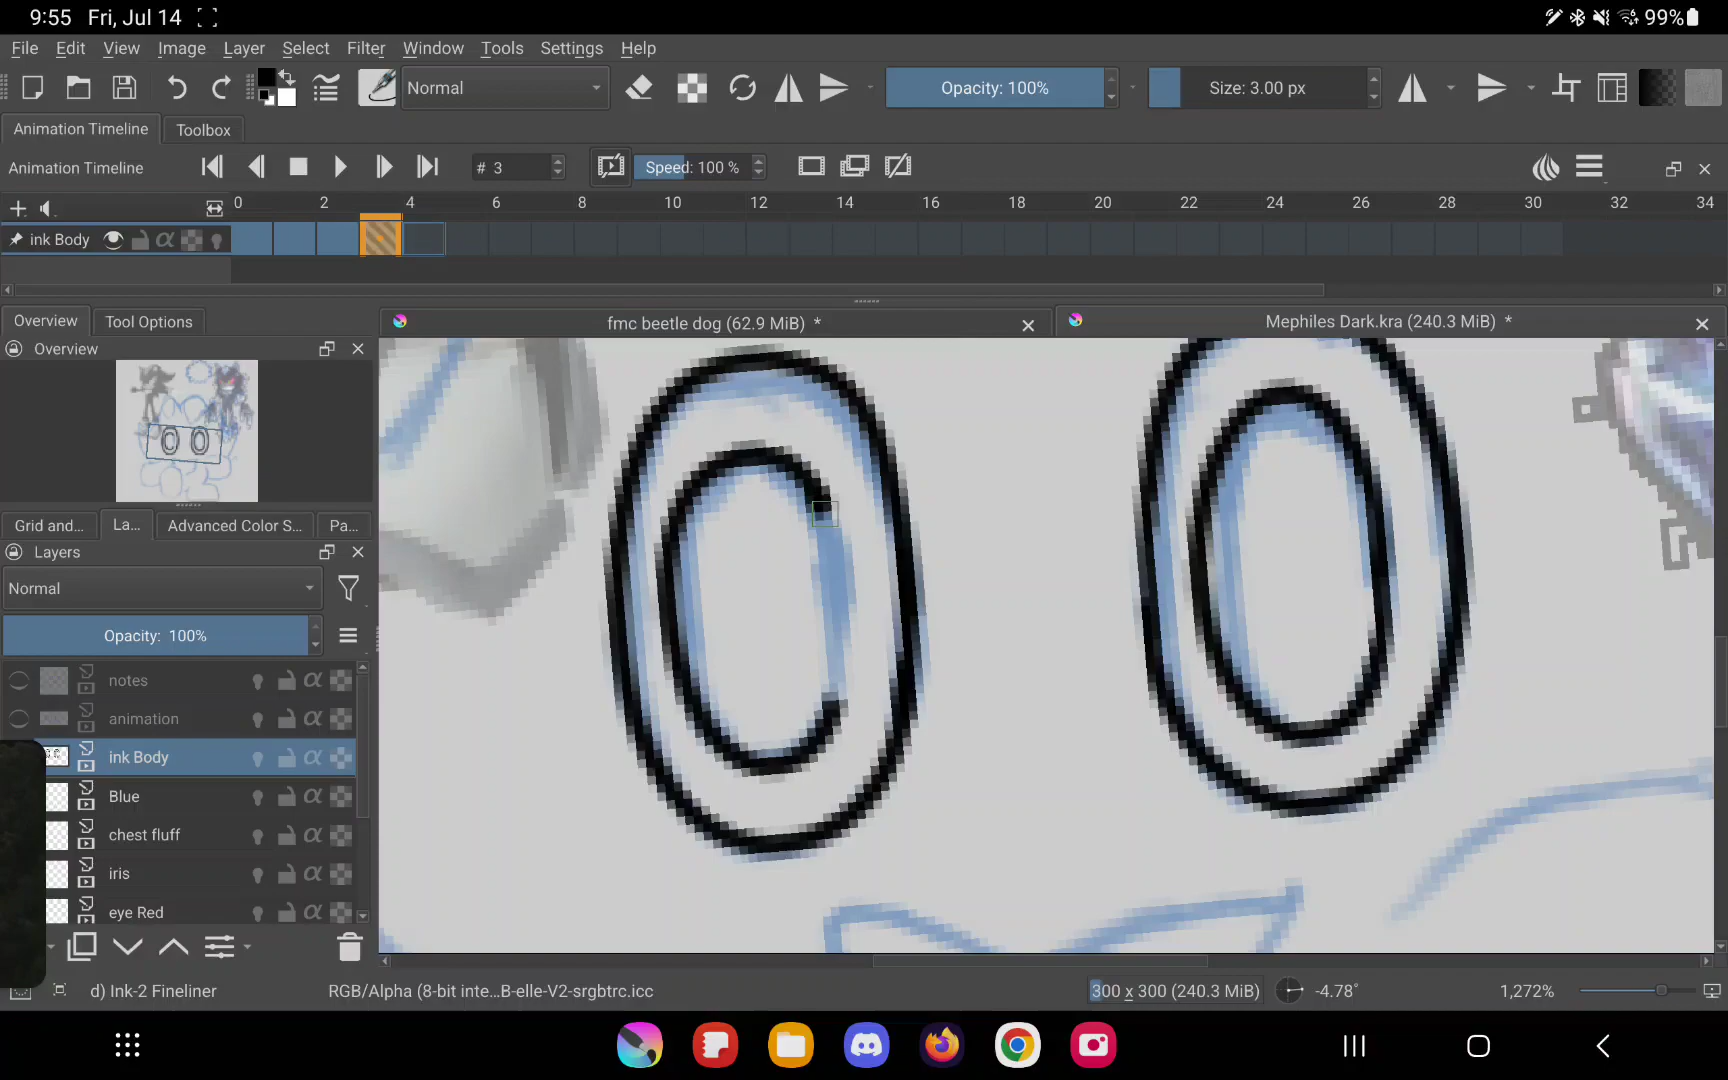 9:55 Fri, Jul 14 99%
File Edit View Image Layer Select Filter Window Tools Settings Help
Normal Opacity: 100% Size: 3.00 px
Animation Timeline Toolbox
Animation Timeline # 3 Speed: 100 %
0 2 4 6 8 10 12 14 16 18 20 22 24 26 28 30 32 34
ink Body α
Overview Tool Options fmc beetle dog (62.9 MiB) * Mephiles Dark.kra (240.3 MiB) *
Overview
Grid and... La... Advanced Color S... Pa...
Layers
Normal
Opacity: 100%
notes α
animation α
ink Body α
Blue α
chest fluff α
iris α
eye Red α
d) Ink-2 Fineliner RGB/Alpha (8-bit inte...B-elle-V2-srgbtrc.icc 300 x 300 (240.3 MiB) -4.78° 1,272%